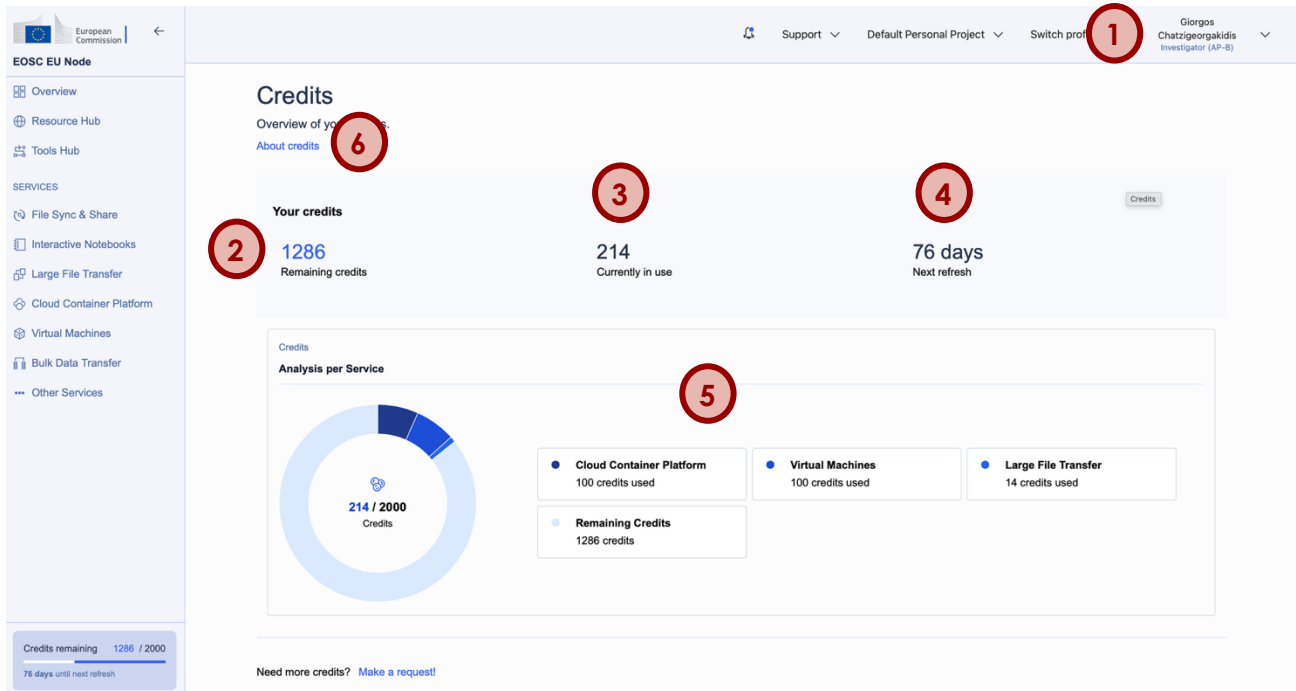 European
Commission
EOSC EU Node
Overview
Resource Hub
Tools Hub
SERVICES
File Sync & Share
Interactive Notebooks
Large File Transfer
Cloud Container Platform
Virtual Machines
Bulk Data Transfer
Other Services
Credits remaining 1286 / 2000
76 days until next refresh
Support
Default Personal Project
Switch prof
1
Giorgos
Chatzigeorgakidis
Investigator (AP-B)
Credits
Overview of yo s.
About credits
6
3
4
Credits
Your credits
2
1286
Remaining credits
214
Currently in use
76 days
Next refresh
Credits
Analysis per Service
5
214 / 2000
Credits
Cloud Container Platform
100 credits used
Virtual Machines
100 credits used
Large File Transfer
14 credits used
Remaining Credits
1286 credits
Need more credits? Make a request!